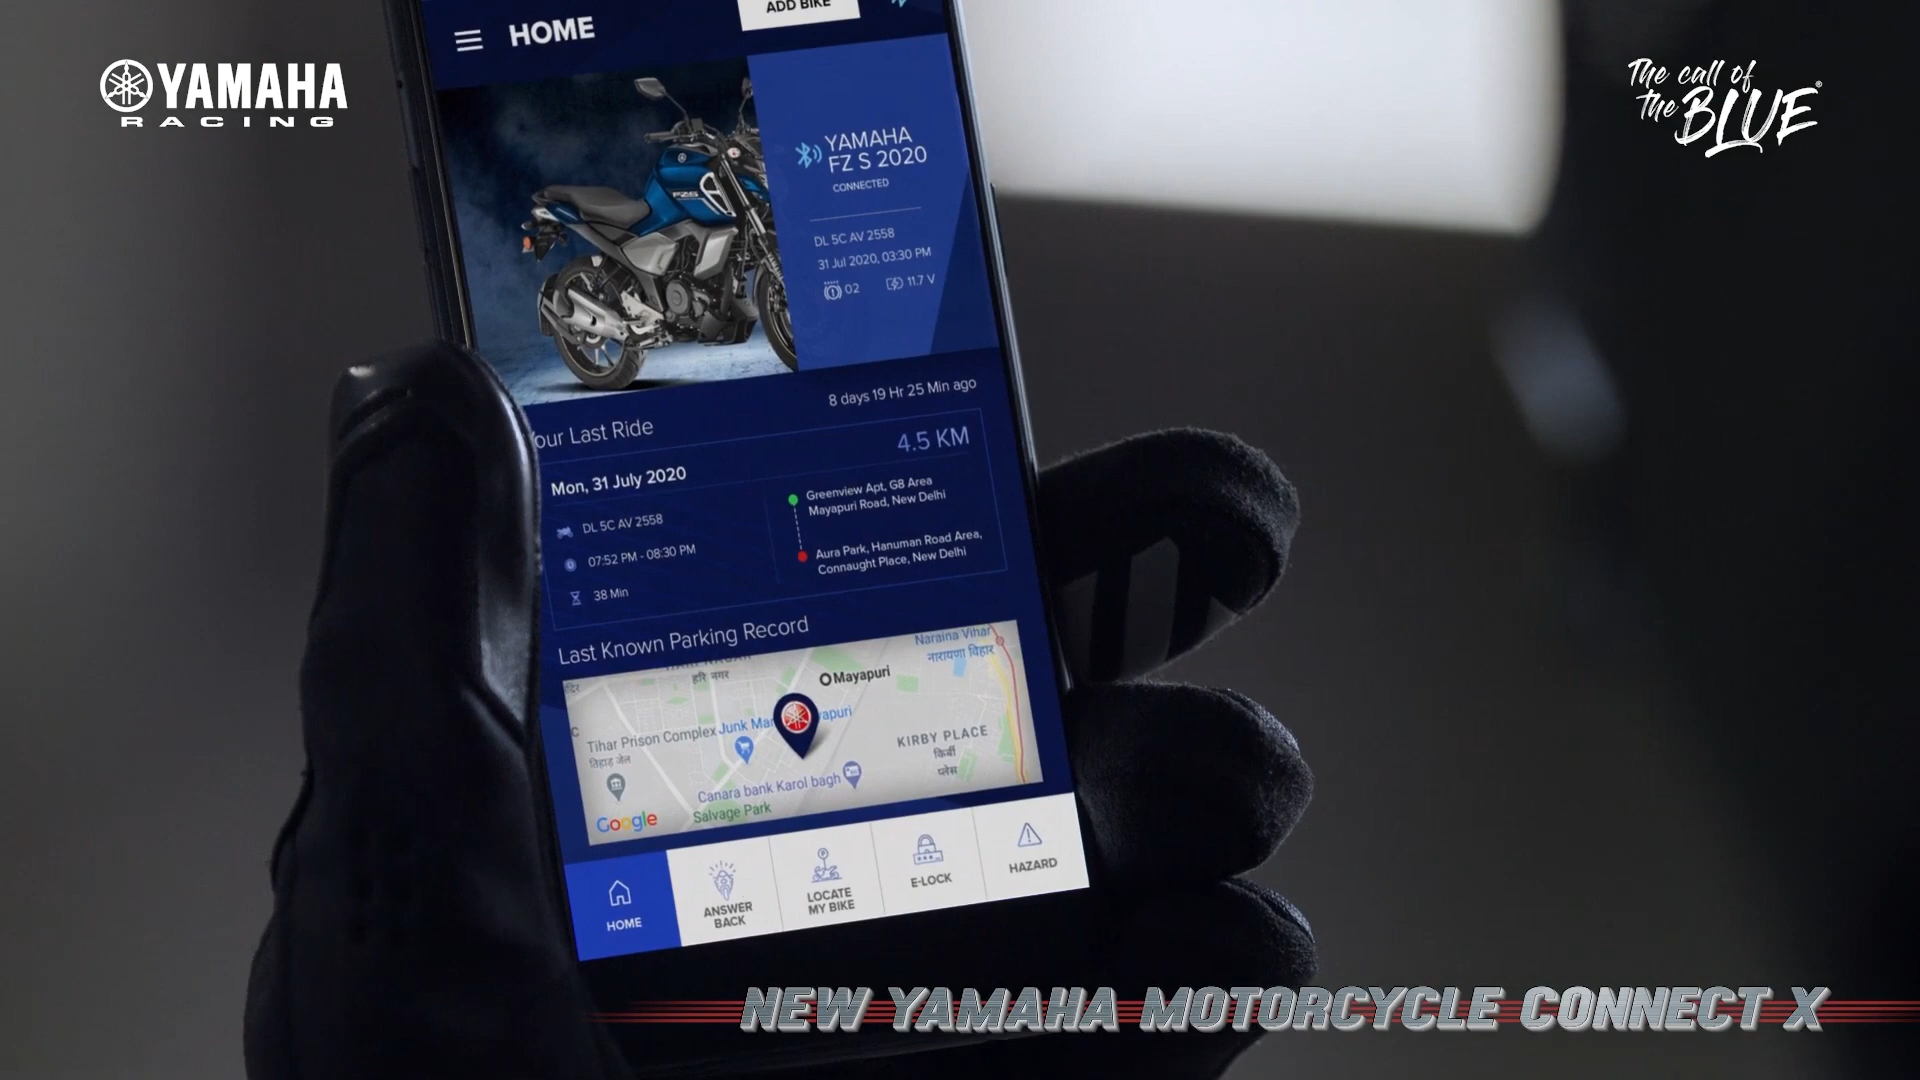 YAMAHA
RACING
The call of
the BLUE®
HOME
ADD BIKE
FZS
YAMAHA
FZ S 2020
CONNECTED
DL 5C AV 2558
31 Jul 2020, 03:30 PM
02
11.7 V
8 days 19 Hr 25 Min ago
our Last Ride
4.5 KM
Mon, 31 July 2020
DL 5C AV 2558
07:52 PM - 08:30 PM
38 Min
Greenview Apt, G8 Area
Mayapuri Road, New Delhi
Aura Park, Hanuman Road Area,
Connaught Place, New Delhi
Last Known Parking Record
Naraina Vihar
नारायणा विहार
हरि नगर
Mayapuri
Junk Mar
yapuri
Tihar Prison Complex
तिहाड़ जेल
KIRBY PLACE
किर्बी
प्लेस
Canara bank Karol bagh
Salvage Park
Google
HOME
ANSWER
BACK
LOCATE
MY BIKE
E-LOCK
HAZARD
NEW YAMAHA MOTORCYCLE CONNECT X